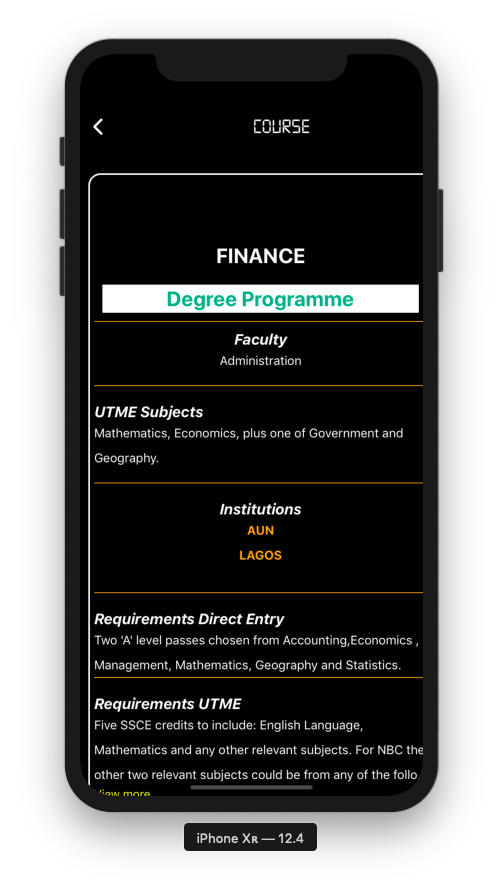 COURSE
FINANCE
Degree Programme
Faculty
Administration
UTME Subjects
Mathematics, Economics, plus one of Government and
Geography.
Institutions
AUN
LAGOS
Requirements Direct Entry
Two 'A' level passes chosen from Accounting,Economics ,
Management, Mathematics, Geography and Statistics.
Requirements UTME
Five SSCE credits to include: English Language,
Mathematics and any other relevant subjects. For NBC the
other two relevant subjects could be from any of the follo
View more
iPhone Xʀ — 12.4